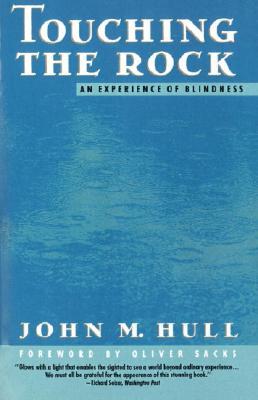 TOUCHING
THE ROCK
AN EXPERIENCE OF BLINDNESS
JOHN M. HULL
FOREWORD BY OLIVER SACKS
"Glows with a light that enables the sighted to see a world beyond ordinary experience...
We must all be grateful for the appearance of this stunning book."
—Richard Selzer, Washington Post